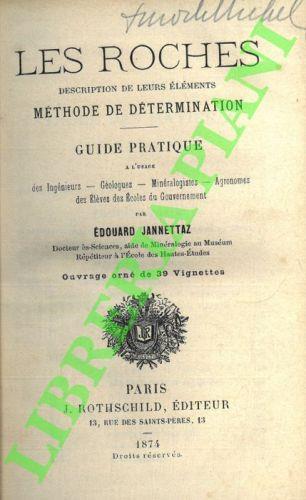 LES ROCHES
DESCRIPTION DE LEURS ÉLÉMENTS
MÉTHODE DE DÉTERMINATION
GUIDE PRATIQUE
A L'USAGE
des Ingénieurs — Géologues — Minéralogistes — Agronomes
des Élèves des Écoles du Gouvernement
PAR
ÉDOUARD JANNETTAZ
Docteur ès-Sciences, aide de Minéralogie au Muséum
Répétiteur à l'École des Hautes-Études
Ouvrage orné de 39 Vignettes
PARIS
J. ROTHSCHILD, ÉDITEUR
13, RUE DES SAINTS-PÈRES, 13
1874
Droits réservés.
LIBRERIA PIANI